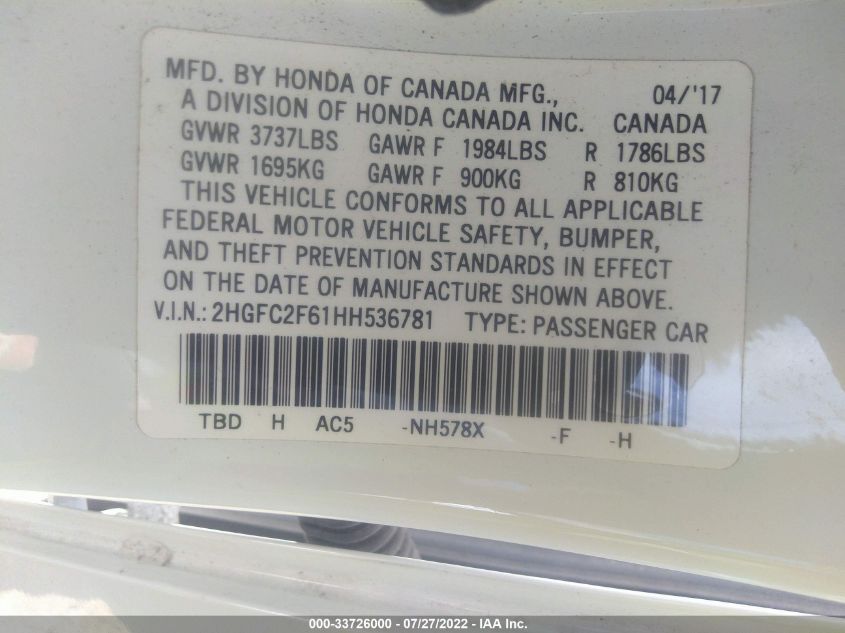 MFD. BY HONDA OF CANADA MFG., 04/'17
A DIVISION OF HONDA CANADA INC. CANADA
GVWR 3737LBS GAWR F 1984LBS R 1786LBS
GVWR 1695KG GAWR F 900KG R 810KG
THIS VEHICLE CONFORMS TO ALL APPLICABLE
FEDERAL MOTOR VEHICLE SAFETY, BUMPER,
AND THEFT PREVENTION STANDARDS IN EFFECT
ON THE DATE OF MANUFACTURE SHOWN ABOVE.
V.I.N.: 2HGFC2F61HH536781 TYPE: PASSENGER CAR
TBD H AC5 -NH578X -F -H
000-33726000 / 07/27/2022 - IAA Inc.